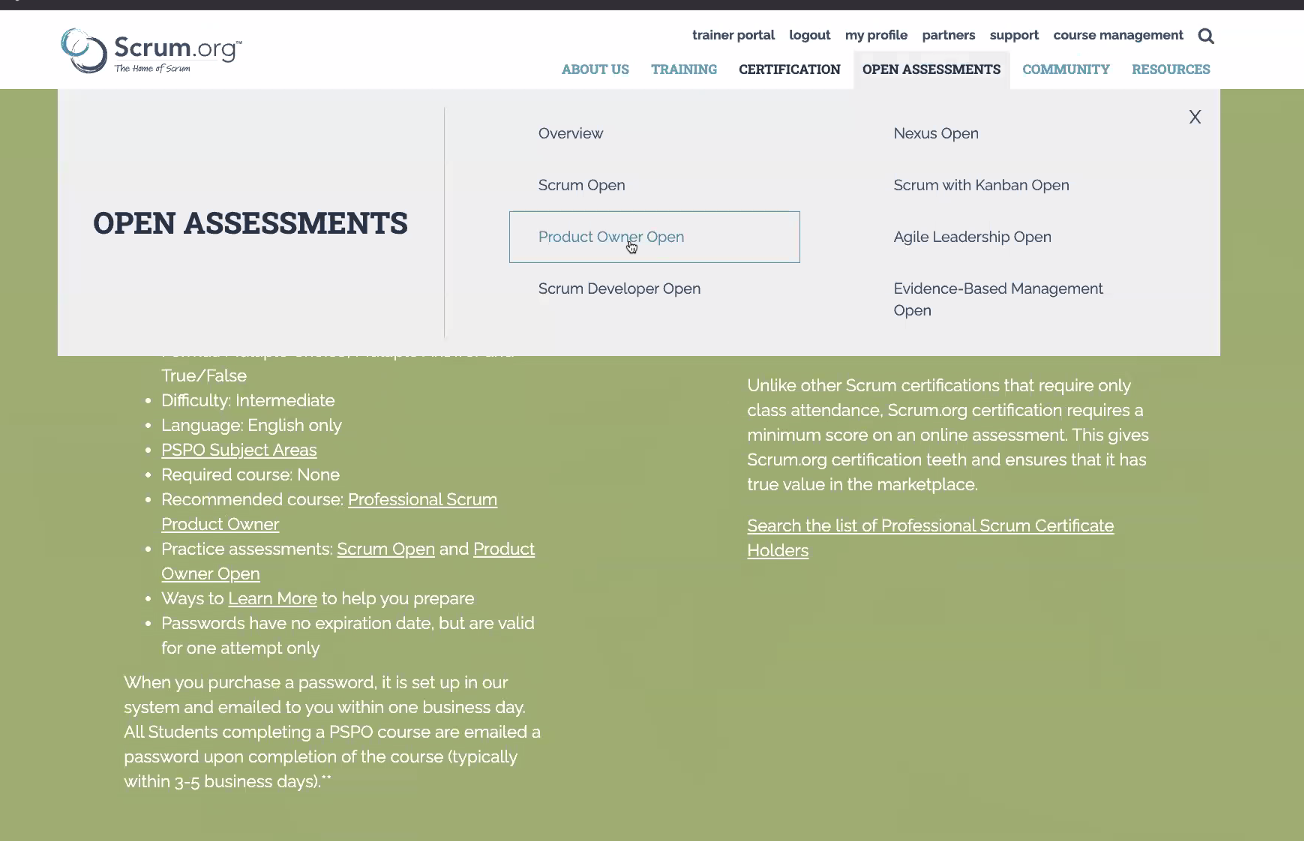 Scrum.org™
The Home of Scrum
trainer portal logout my profile partners support course management
ABOUT US TRAINING CERTIFICATION OPEN ASSESSMENTS COMMUNITY RESOURCES
OPEN ASSESSMENTS
Overview
Scrum Open
Product Owner Open
Scrum Developer Open
Nexus Open
Scrum with Kanban Open
Agile Leadership Open
Evidence-Based Management
Open
X
True/False
• Difficulty: Intermediate
• Language: English only
• PSPO Subject Areas
• Required course: None
• Recommended course: Professional Scrum
Product Owner
• Practice assessments: Scrum Open and Product
Owner Open
• Ways to Learn More to help you prepare
• Passwords have no expiration date, but are valid
for one attempt only
When you purchase a password, it is set up in our
system and emailed to you within one business day.
All Students completing a PSPO course are emailed a
password upon completion of the course (typically
within 3-5 business days).**
Unlike other Scrum certifications that require only
class attendance, Scrum.org certification requires a
minimum score on an online assessment. This gives
Scrum.org certification teeth and ensures that it has
true value in the marketplace.
Search the list of Professional Scrum Certificate
Holders